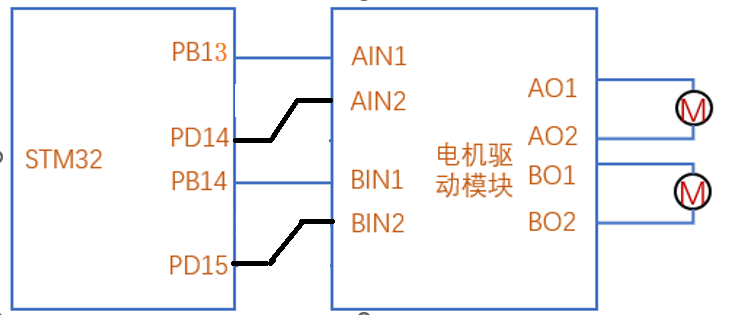 PB13
PD14
STM32
PB14
PD15
AIN1
AIN2
BIN1
BIN2
电机驱
动模块
AO1
AO2
BO1
BO2
M
M